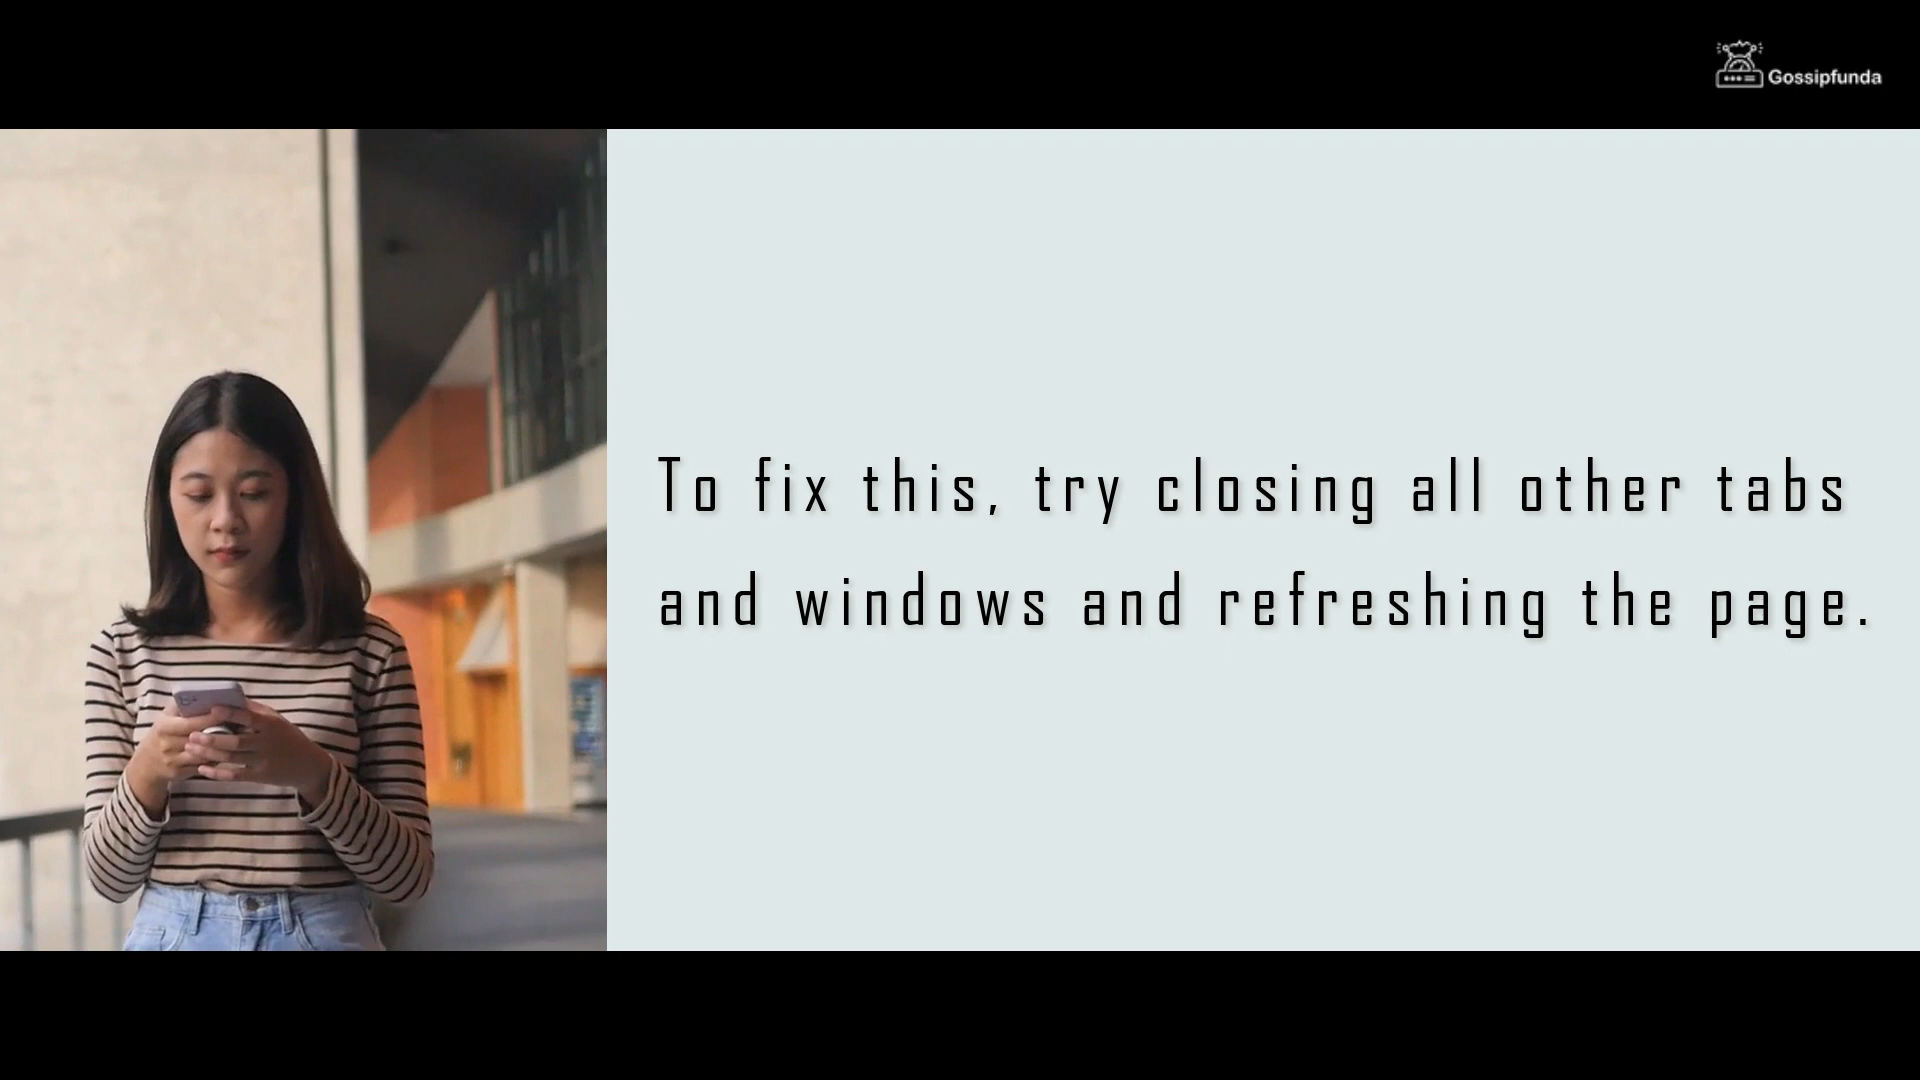 Gossipfunda
To fix this, try closing all other tabs
and windows and refreshing the page.